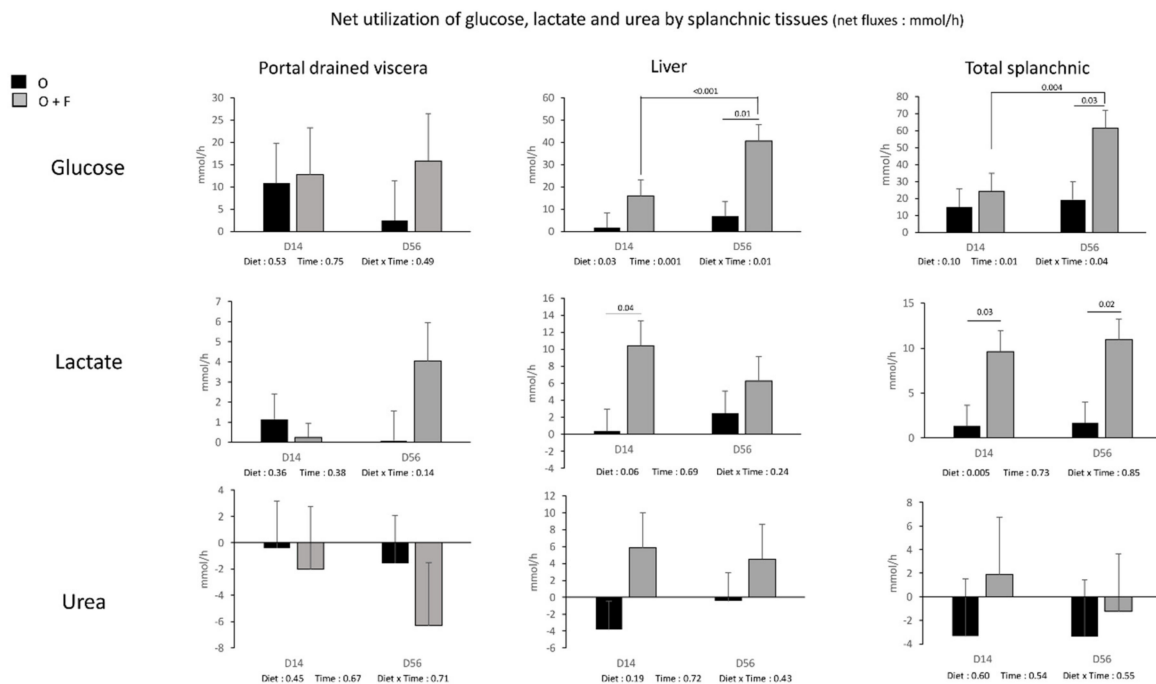 Net utilization of glucose, lactate and urea by splanchnic tissues (net fluxes : mmol/h)
O
O + F
Portal drained viscera
Liver
Total splanchnic
Glucose
mmol/h
30
25
20
15
10
5
0
D14 D56
Diet : 0.53 Time : 0.75 Diet x Time : 0.49
mmol/h
60
50
40
30
20
10
0
<0.001
0.01
D14 D56
Diet : 0.03 Time : 0.001 Diet x Time : 0.01
mmol/h
80
70
60
50
40
30
20
10
0
0.004
0.03
D14 D56
Diet : 0.10 Time : 0.01 Diet x Time : 0.04
Lactate
mmol/h
7
6
5
4
3
2
1
0
D14 D56
Diet : 0.36 Time : 0.38 Diet x Time : 0.14
mmol/h
16
14
12
10
8
6
4
2
0
-2
-4
0.04
D14 D56
Diet : 0.06 Time : 0.69 Diet x Time : 0.24
mmol/h
15
10
5
0
0.03
0.02
D14 D56
Diet : 0.005 Time : 0.73 Diet x Time : 0.85
Urea
mmol/h
4
2
0
-2
-4
-6
-8
D14 D56
Diet : 0.45 Time : 0.67 Diet x Time : 0.71
mmol/h
12
10
8
6
4
2
0
-2
-4
-6
D14 D56
Diet : 0.19 Time : 0.72 Diet x Time : 0.43
mmol/h
8
6
4
2
0
-2
-4
D14 D56
Diet : 0.60 Time : 0.54 Diet x Time : 0.55